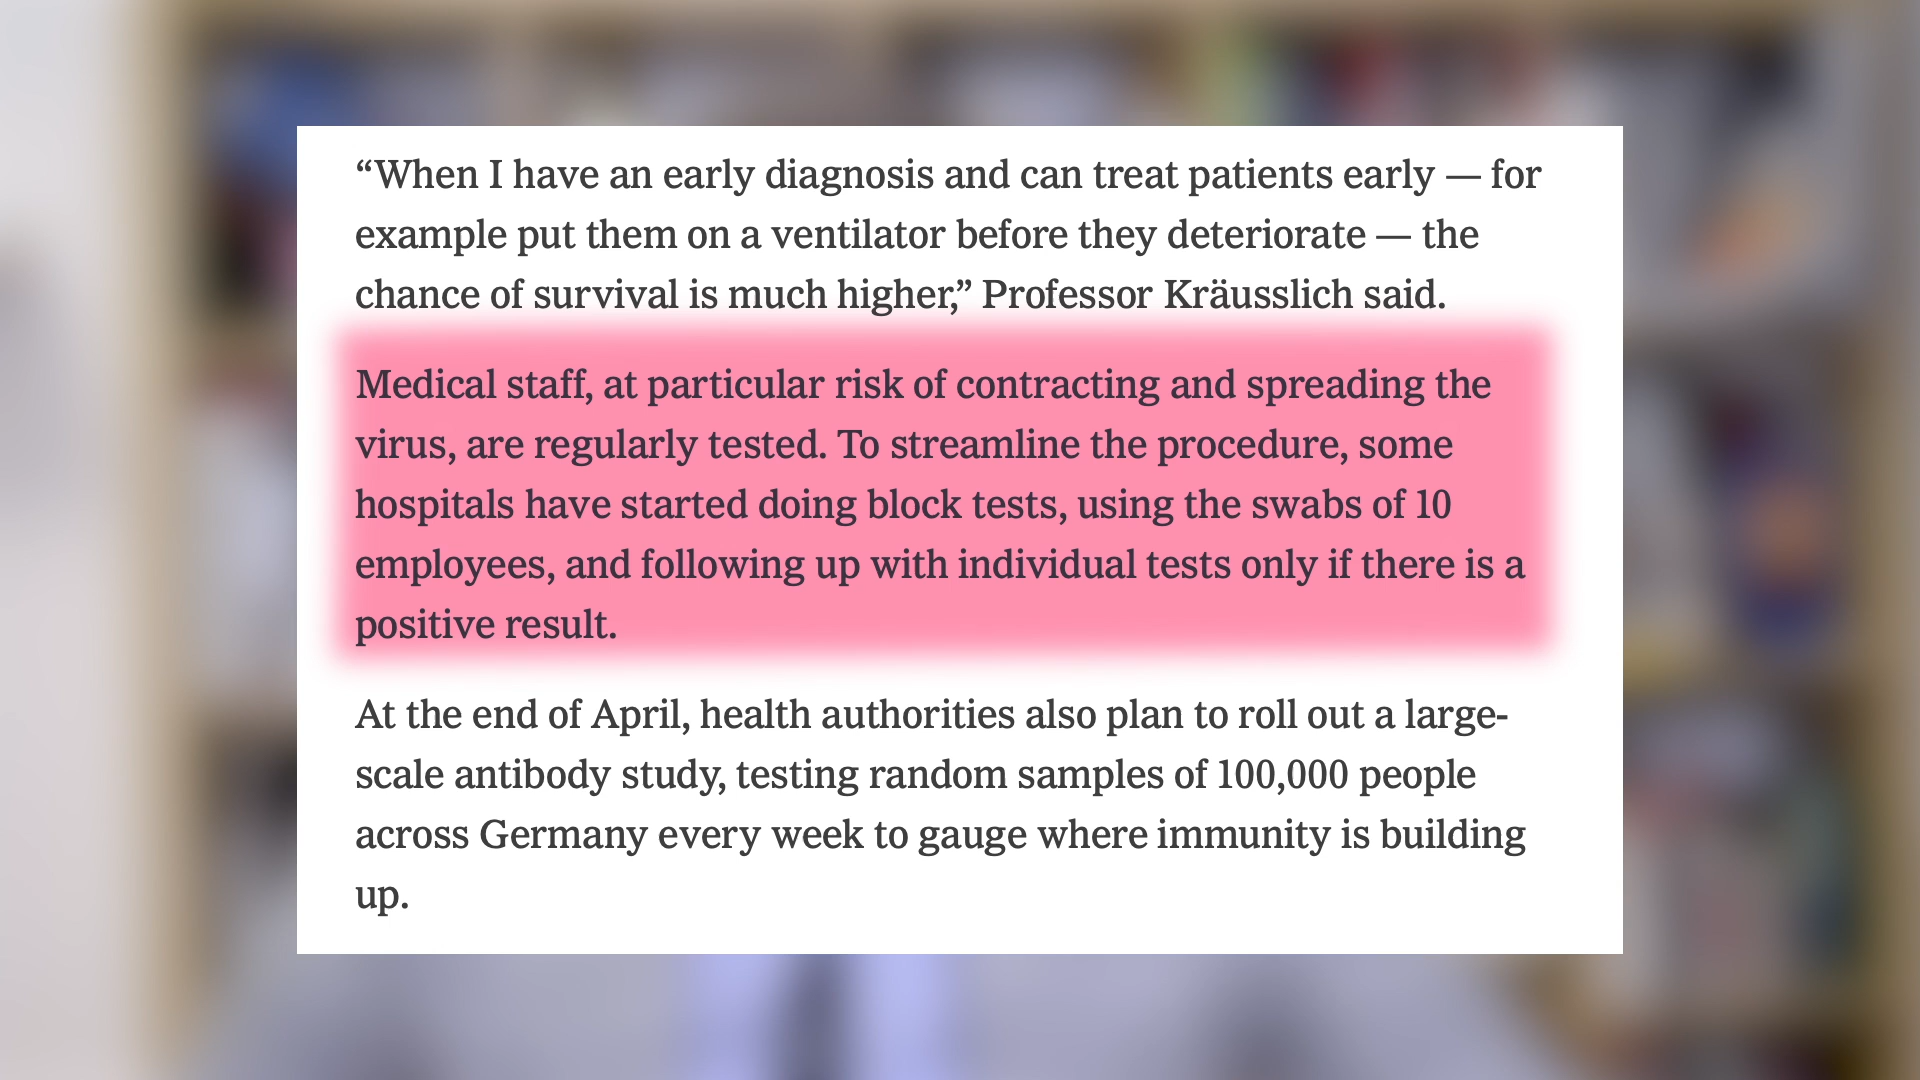 “When I have an early diagnosis and can treat patients early — for
example put them on a ventilator before they deteriorate — the
chance of survival is much higher,” Professor Kräusslich said.
Medical staff, at particular risk of contracting and spreading the
virus, are regularly tested. To streamline the procedure, some
hospitals have started doing block tests, using the swabs of 10
employees, and following up with individual tests only if there is a
positive result.
At the end of April, health authorities also plan to roll out a large-
scale antibody study, testing random samples of 100,000 people
across Germany every week to gauge where immunity is building
up.